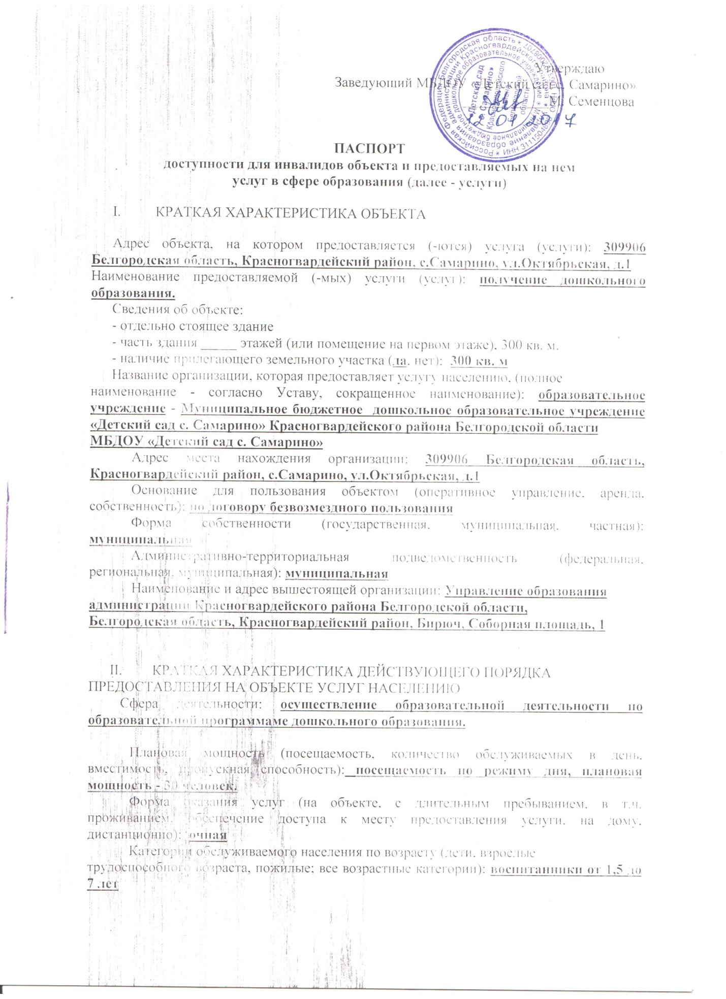 Утверждаю
Заведующий МБДОУ «Детский сад с. Самарино»
М. Семенцова
12 01 2017
ПАСПОРТ
доступности для инвалидов объекта и предоставляемых на нем
услуг в сфере образования (далее - услуги)
I. КРАТКАЯ ХАРАКТЕРИСТИКА ОБЪЕКТА
Адрес объекта, на котором предоставляется (-ются) услуга (услуги): 309906
Белгородская область, Красногвардейский район, с.Самарино, ул.Октябрьская, д.1
Наименование предоставляемой (-мых) услуги (услуг): получение дошкольного
образования.
Сведения об объекте:
- отдельно стоящее здание
- часть здания _____ этажей (или помещение на первом этаже), 300 кв. м.
- наличие прилегающего земельного участка (да, нет): 300 кв. м
Название организации, которая предоставляет услугу населению, (полное
наименование - согласно Уставу, сокращенное наименование): образовательное
учреждение - Муниципальное бюджетное дошкольное образовательное учреждение
«Детский сад с. Самарино» Красногвардейского района Белгородской области
МБДОУ «Детский сад с. Самарино»
Адрес места нахождения организации: 309906 Белгородская область,
Красногвардейский район, с.Самарино, ул.Октябрьская, д.1
Основание для пользования объектом (оперативное управление, аренда,
собственность): по договору безвозмездного пользования
Форма собственности (государственная, муниципальная, частная):
муниципальная
Административно-территориальная подведомственность (федеральная,
региональная, муниципальная): муниципальная
Наименование и адрес вышестоящей организации: Управление образования
администрации Красногвардейского района Белгородской области,
Белгородская область, Красногвардейский район, Бирюч, Соборная площадь, 1
II. КРАТКАЯ ХАРАКТЕРИСТИКА ДЕЙСТВУЮЩЕГО ПОРЯДКА
ПРЕДОСТАВЛЕНИЯ НА ОБЪЕКТЕ УСЛУГ НАСЕЛЕНИЮ
Сфера деятельности: осуществление образовательной деятельности по
образовательной программаме дошкольного образования.
Плановая мощность (посещаемость, количество обслуживаемых в день,
вместимость, пропускная способность): посещаемость по режиму дня, плановая
мощность - 30 человек.
Форма оказания услуг (на объекте, с длительным пребыванием, в т.ч.
проживанием, обеспечение доступа к месту предоставления услуги, на дому,
дистанционно): очная
Категории обслуживаемого населения по возрасту (дети, взрослые
трудоспособного возраста, пожилые; все возрастные категории): воспитанники от 1,5 до
7 лет